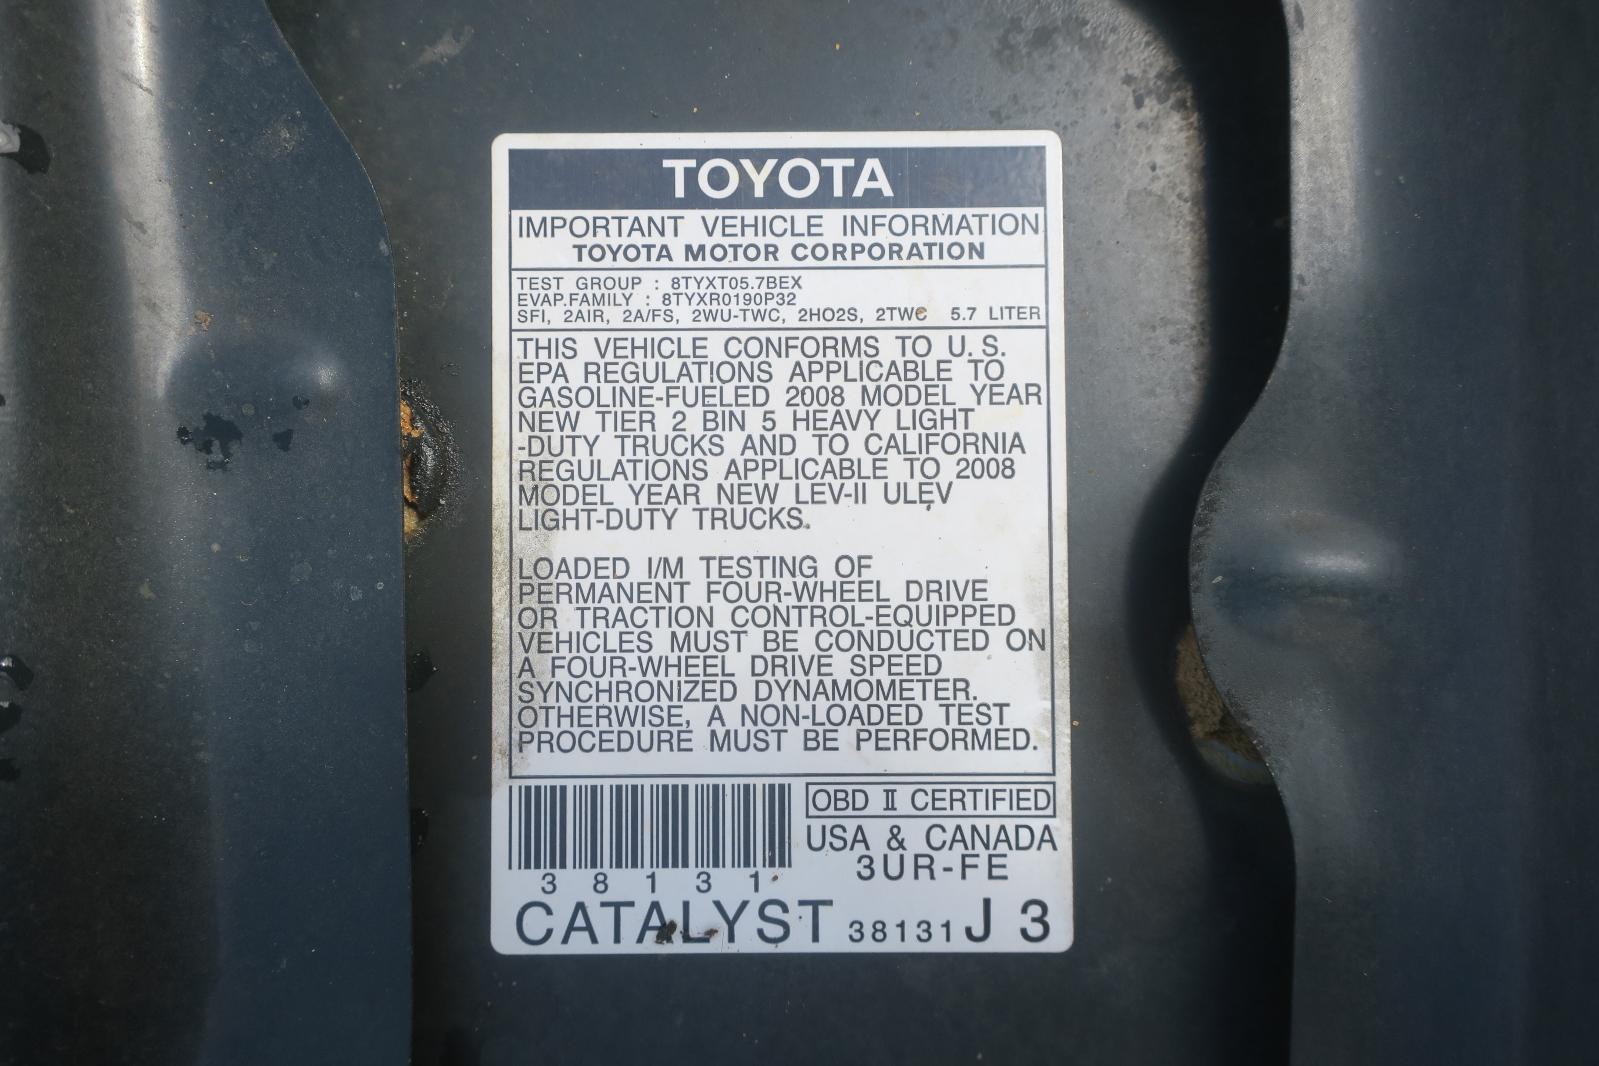 TOYOTA
IMPORTANT VEHICLE INFORMATION
TOYOTA MOTOR CORPORATION
TEST GROUP : 8TYXT05.7BEX
EVAP.FAMILY : 8TYXR0190P32
SFI, 2AIR, 2A/FS, 2WU-TWC, 2HO2S, 2TWC 5.7 LITER
THIS VEHICLE CONFORMS TO U.S.
EPA REGULATIONS APPLICABLE TO
GASOLINE-FUELED 2008 MODEL YEAR
NEW TIER 2 BIN 5 HEAVY LIGHT
-DUTY TRUCKS AND TO CALIFORNIA
REGULATIONS APPLICABLE TO 2008
MODEL YEAR NEW LEV-II ULEV
LIGHT-DUTY TRUCKS.
LOADED I/M TESTING OF
PERMANENT FOUR-WHEEL DRIVE
OR TRACTION CONTROL-EQUIPPED
VEHICLES MUST BE CONDUCTED ON
A FOUR-WHEEL DRIVE SPEED
SYNCHRONIZED DYNAMOMETER.
OTHERWISE, A NON-LOADED TEST
PROCEDURE MUST BE PERFORMED.
OBD II CERTIFIED
USA & CANADA
3UR-FE
38131
CATALYST 38131 J 3